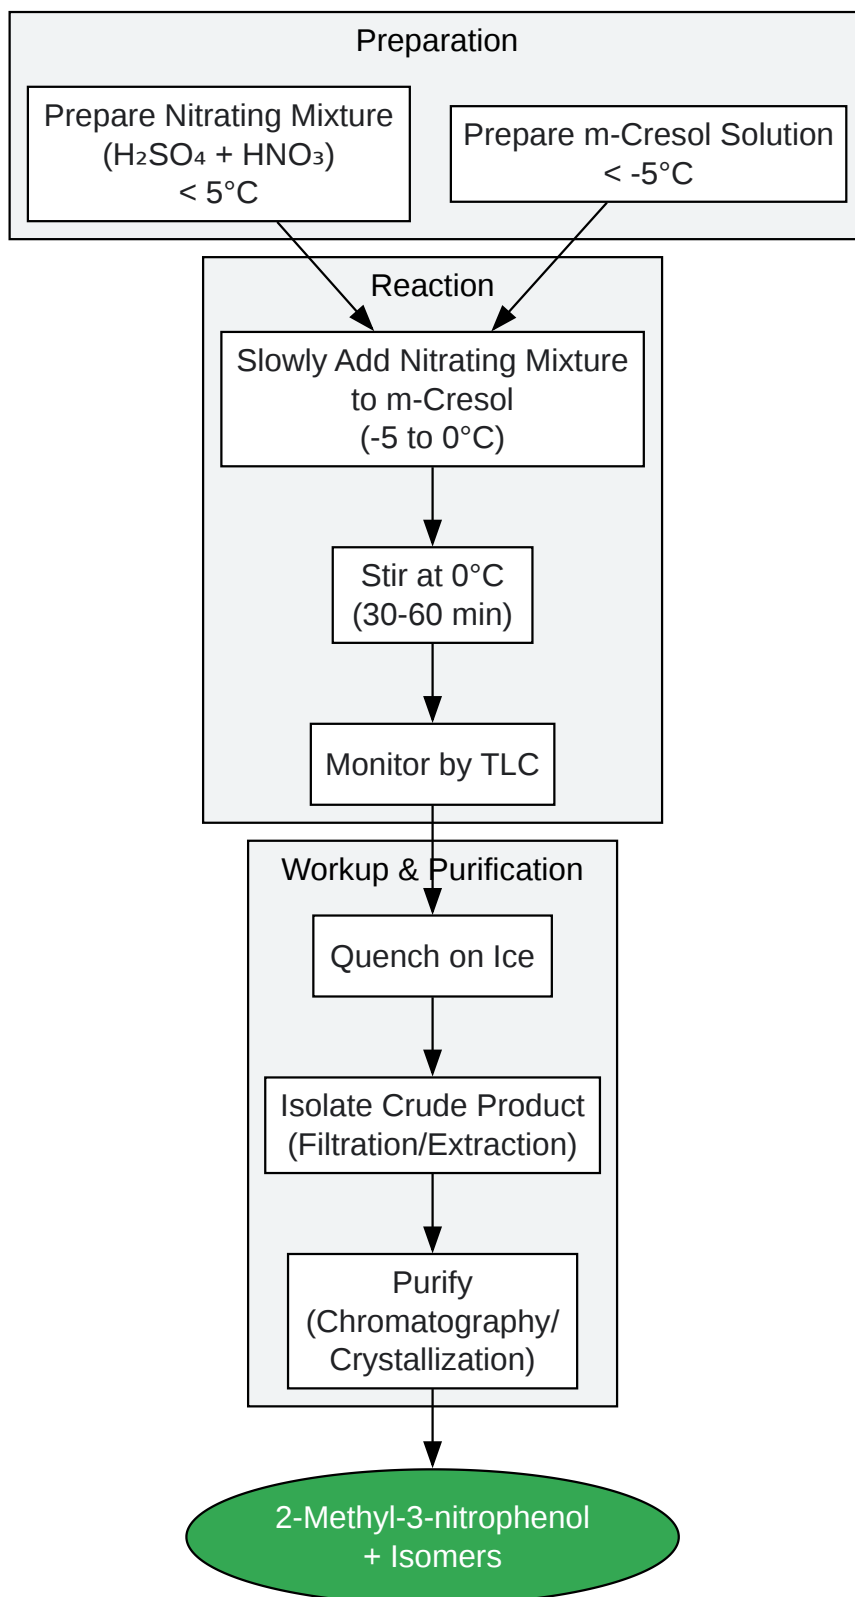 Preparation
Prepare Nitrating Mixture
(H₂SO₄ + HNO₃)
< 5°C
Prepare m-Cresol Solution
< -5°C
Reaction
Slowly Add Nitrating Mixture
to m-Cresol
(-5 to 0°C)
Stir at 0°C
(30-60 min)
Monitor by TLC
Workup & Purification
Quench on Ice
Isolate Crude Product
(Filtration/Extraction)
Purify
(Chromatography/
Crystallization)
2-Methyl-3-nitrophenol
+ Isomers